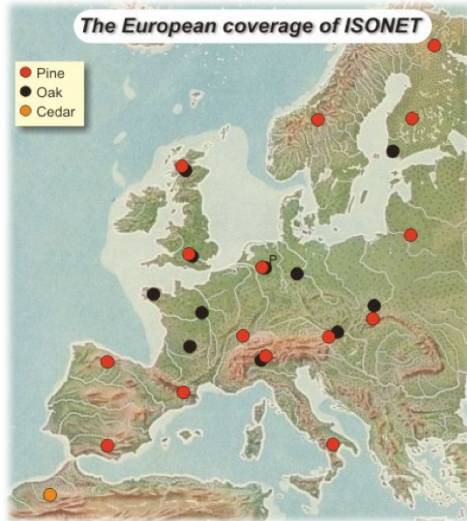 The European coverage of ISONET
Pine
Oak
Cedar
P